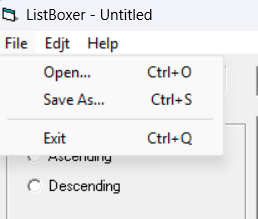 ListBoxer - Untitled
File Edjt Help
Open... Ctrl+O
Save As... Ctrl+S
Exit Ctrl+Q
Ascending
Descending